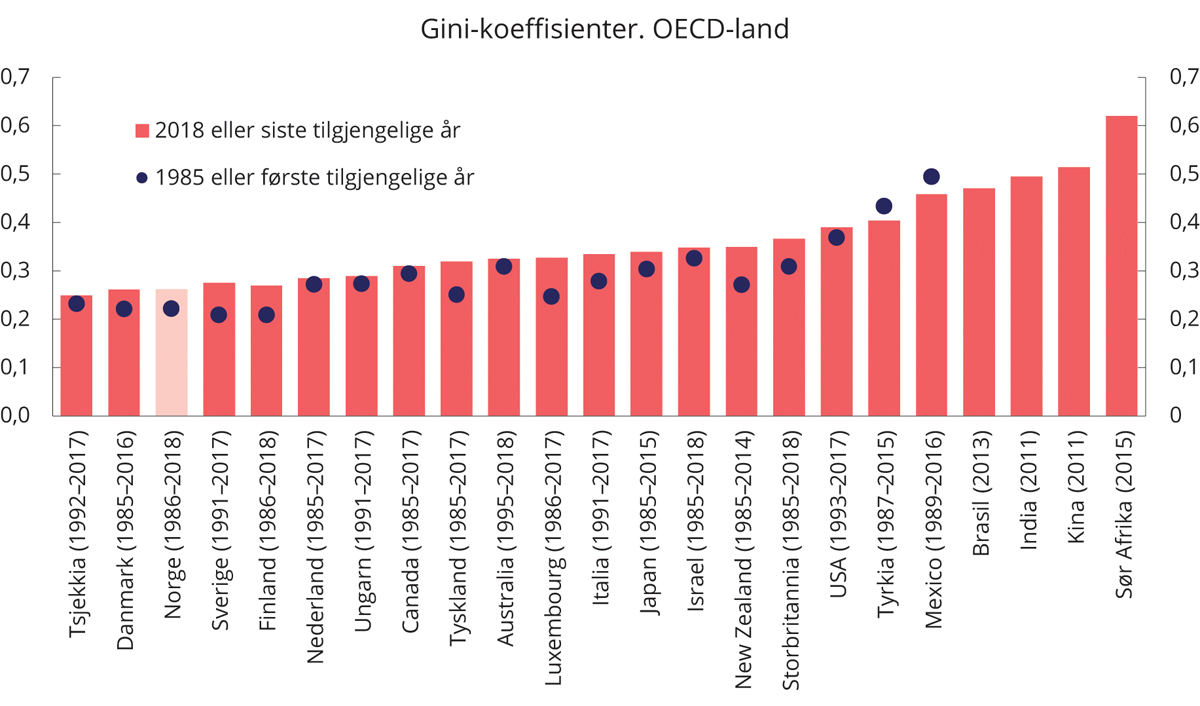 Gini-koeffisienter. OECD-land
0,7
0,6
0,5
0,4
0,3
0,2
0,1
0,0
2018 eller siste tilgjengelige år
1985 eller første tilgjengelige år
0,7
0,6
0,5
0,4
0,3
0,2
0,1
0
Tsjekkia (1992–2017)
Danmark (1985–2016)
Norge (1986–2018)
Sverige (1991–2017)
Finland (1986–2018)
Nederland (1985–2017)
Ungarn (1991–2017)
Canada (1985–2017)
Tyskland (1985–2017)
Australia (1995–2018)
Luxembourg (1986–2017)
Italia (1991–2017)
Japan (1985–2015)
Israel (1985–2018)
New Zealand (1985–2014)
Storbritannia (1985–2018)
USA (1993–2017)
Tyrkia (1987–2015)
Mexico (1989–2016)
Brasil (2013)
India (2011)
Kina (2011)
Sør Afrika (2015)